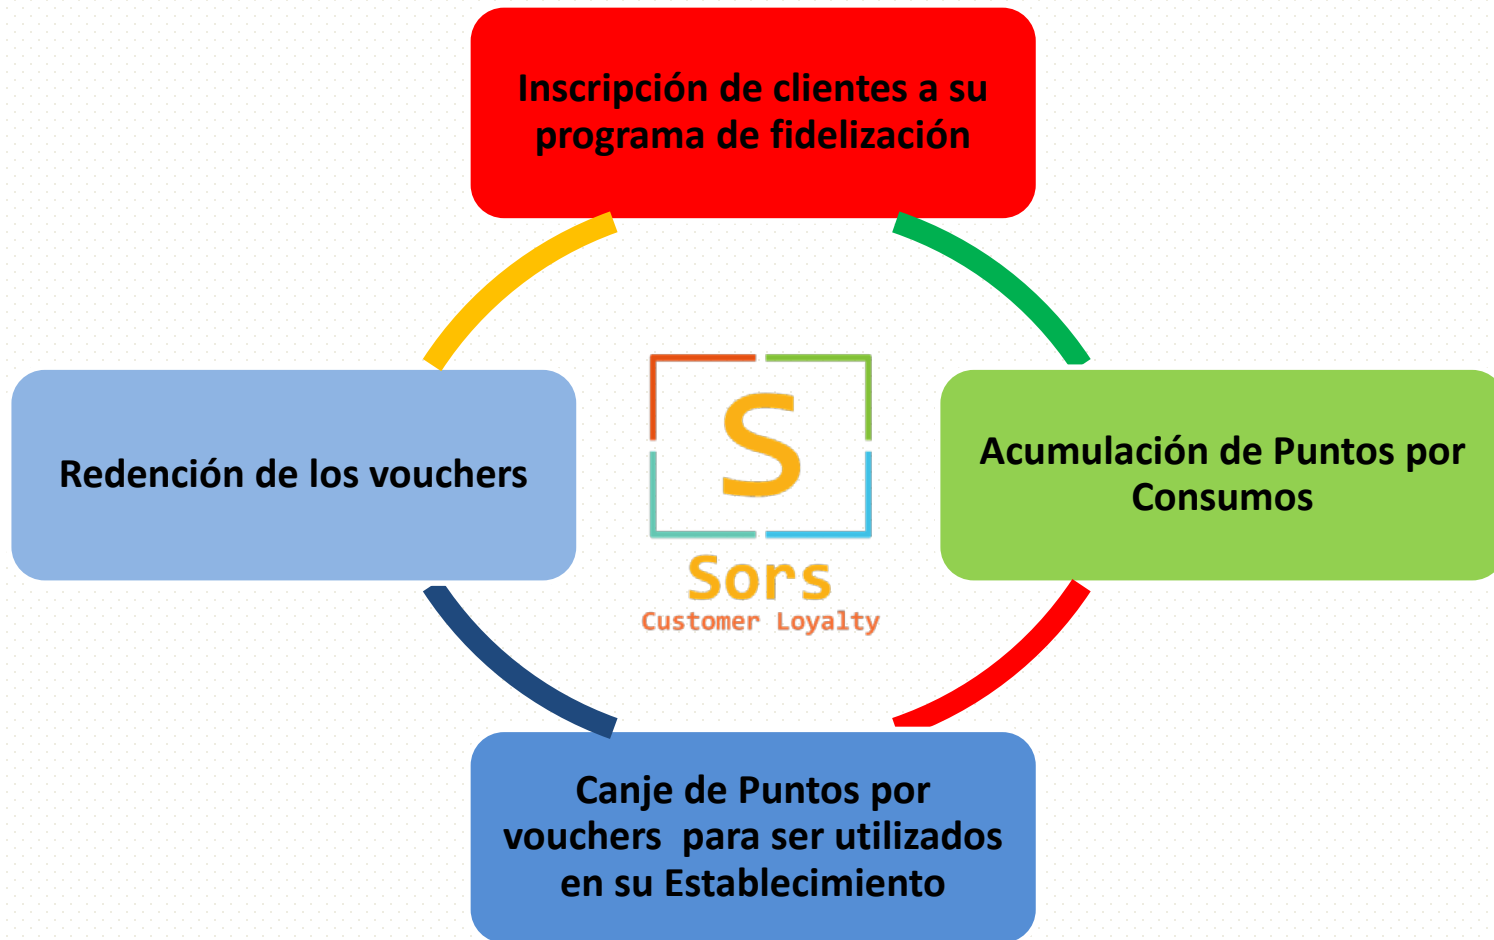 Inscripción de clientes a su
programa de fidelización
Redención de los vouchers
S
Sors
Customer Loyalty
Acumulación de Puntos por
Consumos
Canje de Puntos por
vouchers  para ser utilizados
en su Establecimiento